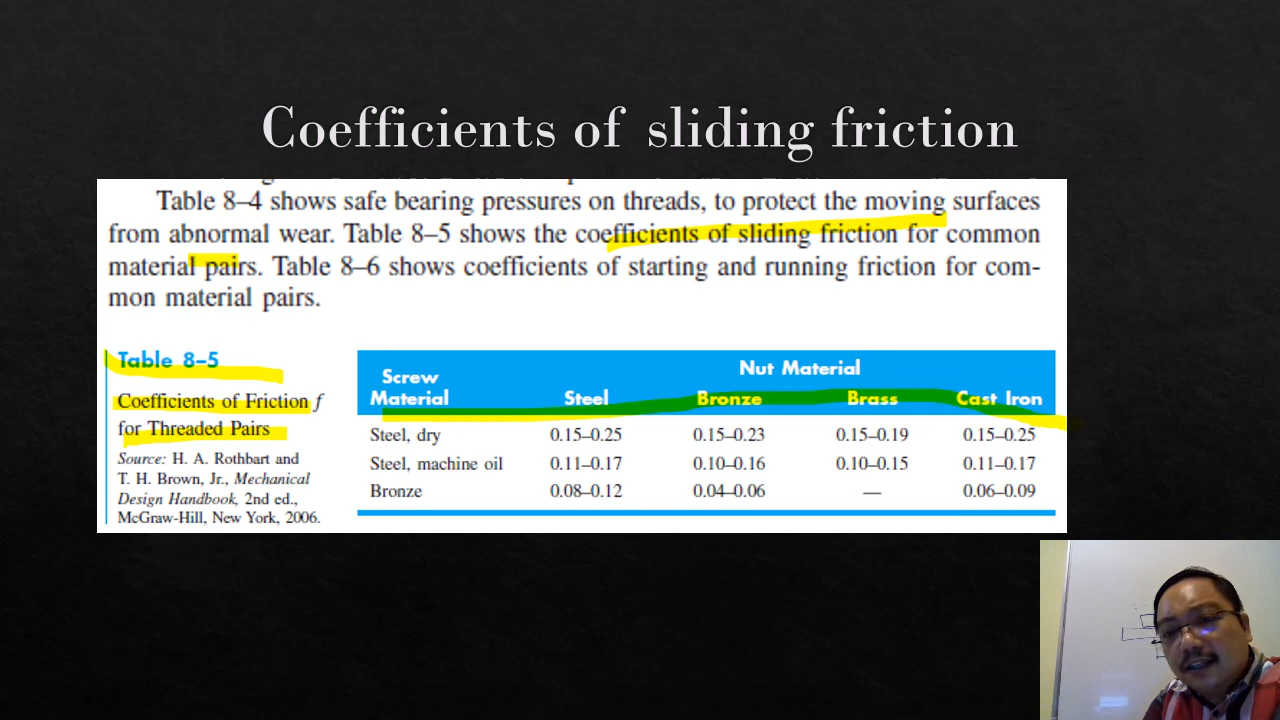 Coefficients of sliding friction
Table 8–4 shows safe bearing pressures on threads, to protect the moving surfaces
from abnormal wear. Table 8–5 shows the coefficients of sliding friction for common
material pairs. Table 8–6 shows coefficients of starting and running friction for com-
mon material pairs.
Table 8–5
Coefficients of Friction f
for Threaded Pairs
Source: H. A. Rothbart and
T. H. Brown, Jr., Mechanical
Design Handbook, 2nd ed.,
McGraw-Hill, New York, 2006.
Screw Material Nut Material
Steel Bronze Brass Cast Iron
Steel, dry 0.15–0.25 0.15–0.23 0.15–0.19 0.15–0.25
Steel, machine oil 0.11–0.17 0.10–0.16 0.10–0.15 0.11–0.17
Bronze 0.08–0.12 0.04–0.06 — 0.06–0.09